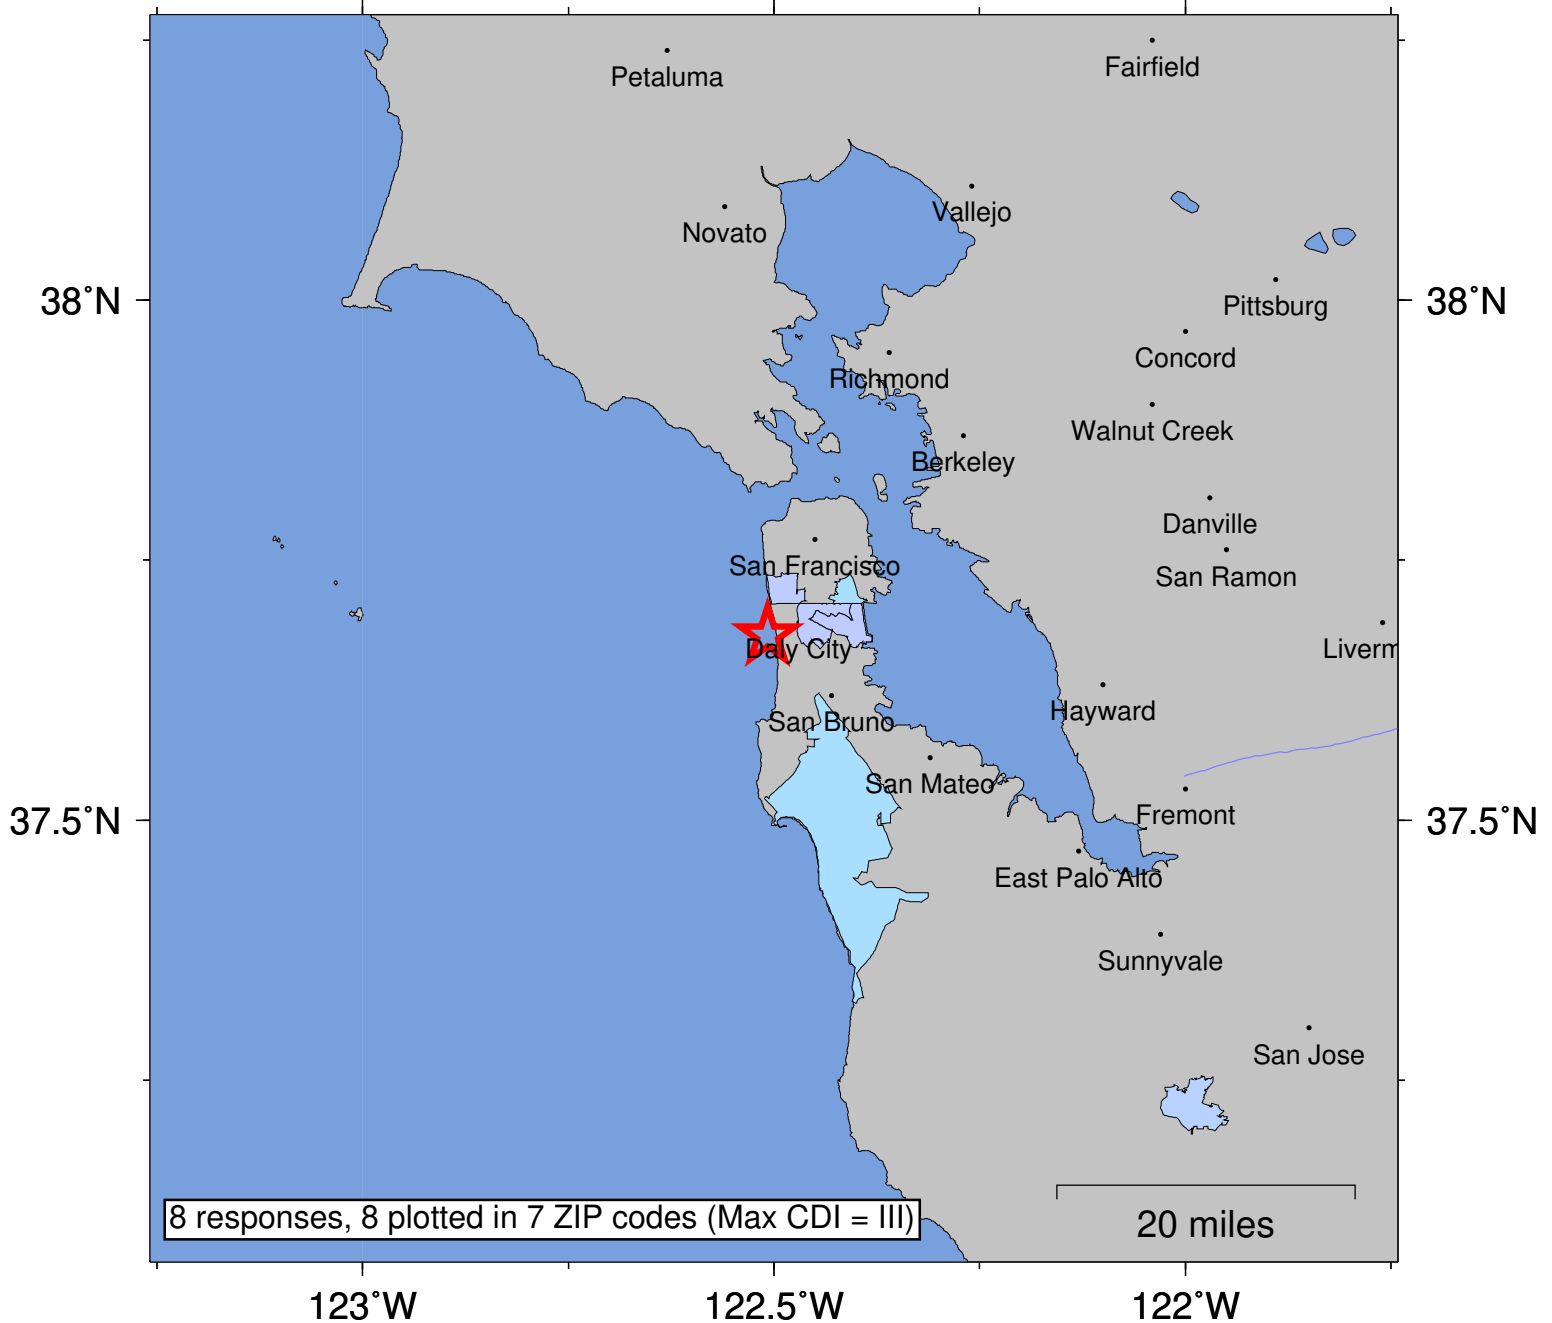 Petaluma
Fairfield
Vallejo
Novato
38°N
38°N
Pittsburg
Concord
Richmond
Walnut Creek
Berkeley
Danville
San Francisco
San Ramon
Daly City
Liverm
Hayward
San Bruno
San Mateo
Fremont
37.5°N
37.5°N
East Palo Alto
Sunnyvale
San Jose
8 responses, 8 plotted in 7 ZIP codes (Max CDI = III)
20 miles
123°W
122.5°W
122°W